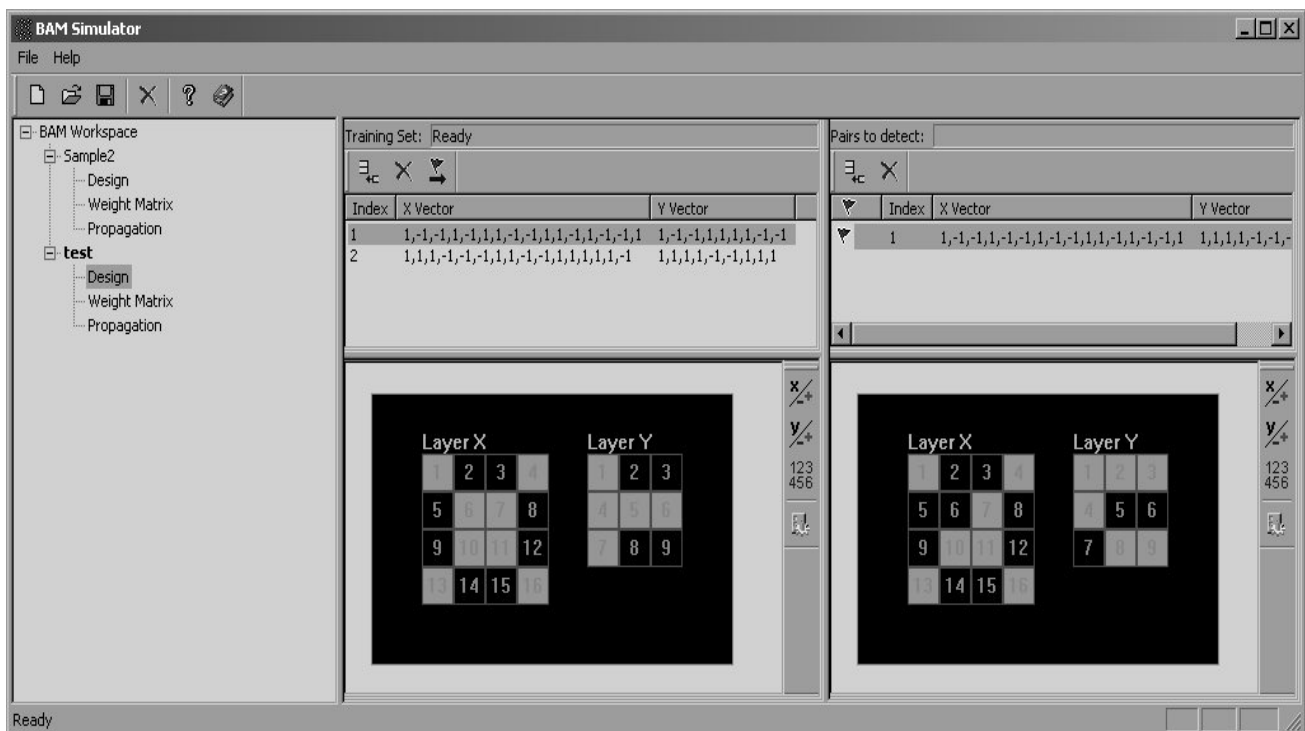 BAM Simulator
File Help
BAM Workspace
Sample2
Design
Weight Matrix
Propagation
test
Design
Weight Matrix
Propagation
Training Set: Ready
Index X Vector Y Vector
1 1,-1,-1,1,-1,1,1,-1,-1,1,1,-1,1,-1,-1,1 1,-1,-1,1,1,1,1,-1,-1
2 1,1,1,-1,-1,-1,1,1,-1,-1,1,1,1,1,1,-1 1,1,1,1,-1,-1,1,1,1
Layer X Layer Y
1 2 3 4 1 2 3
5 6 7 8 4 5 6
9 10 11 12 7 8 9
13 14 15 16
x/-+
y/-+
123
456
Pairs to detect:
Index X Vector Y Vector
1 1,-1,-1,1,-1,-1,1,-1,-1,1,1,-1,1,-1,-1,1 1,1,1,1,-1,-1,-
Layer X Layer Y
1 2 3 4 1 2 3
5 6 7 8 4 5 6
9 10 11 12 7 8 9
13 14 15 16
x/-+
y/-+
123
456
Ready